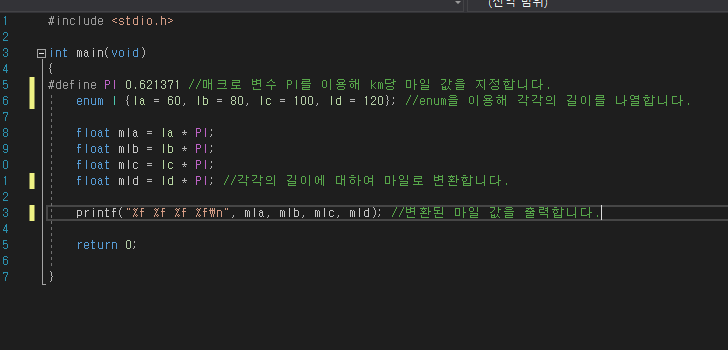 (전역 범위)
1 #include <stdio.h>
2
3 int main(void)
4 {
5 #define PI 0.621371 //매크로 변수 PI를 이용해 km당 마일 값을 지정합니다.
6 enum l {la = 60, lb = 80, lc = 100, ld = 120}; //enum을 이용해 각각의 길이를 나열합니다.
7
8 float mla = la * PI;
9 float mlb = lb * PI;
0 float mlc = lc * PI;
1 float mld = ld * PI; //각각의 길이에 대하여 마일로 변환합니다.
2
3 printf("%f %f %f %f₩n", mla, mlb, mlc, mld); //변환된 마일 값을 출력합니다.
4
5 return 0;
6
7 }